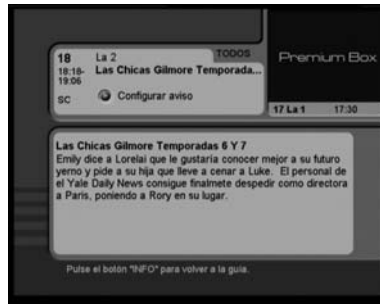 TODOS
18 La 2
Premium Box
18:18- Las Chicas Gilmore Temporada...
19:06
SC Configurar aviso
17 La 1 17:30
Las Chicas Gilmore Temporadas 6 Y 7
Emily dice a Lorelai que le gustaría conocer mejor a su futuro
yerno y pide a su hija que lleve a cenar a Luke. El personal de
el Yale Daily News consigue finalmete despedir como directora
a Paris, poniendo a Rory en su lugar.
Pulse el botón "INFO" para volver a la guía.